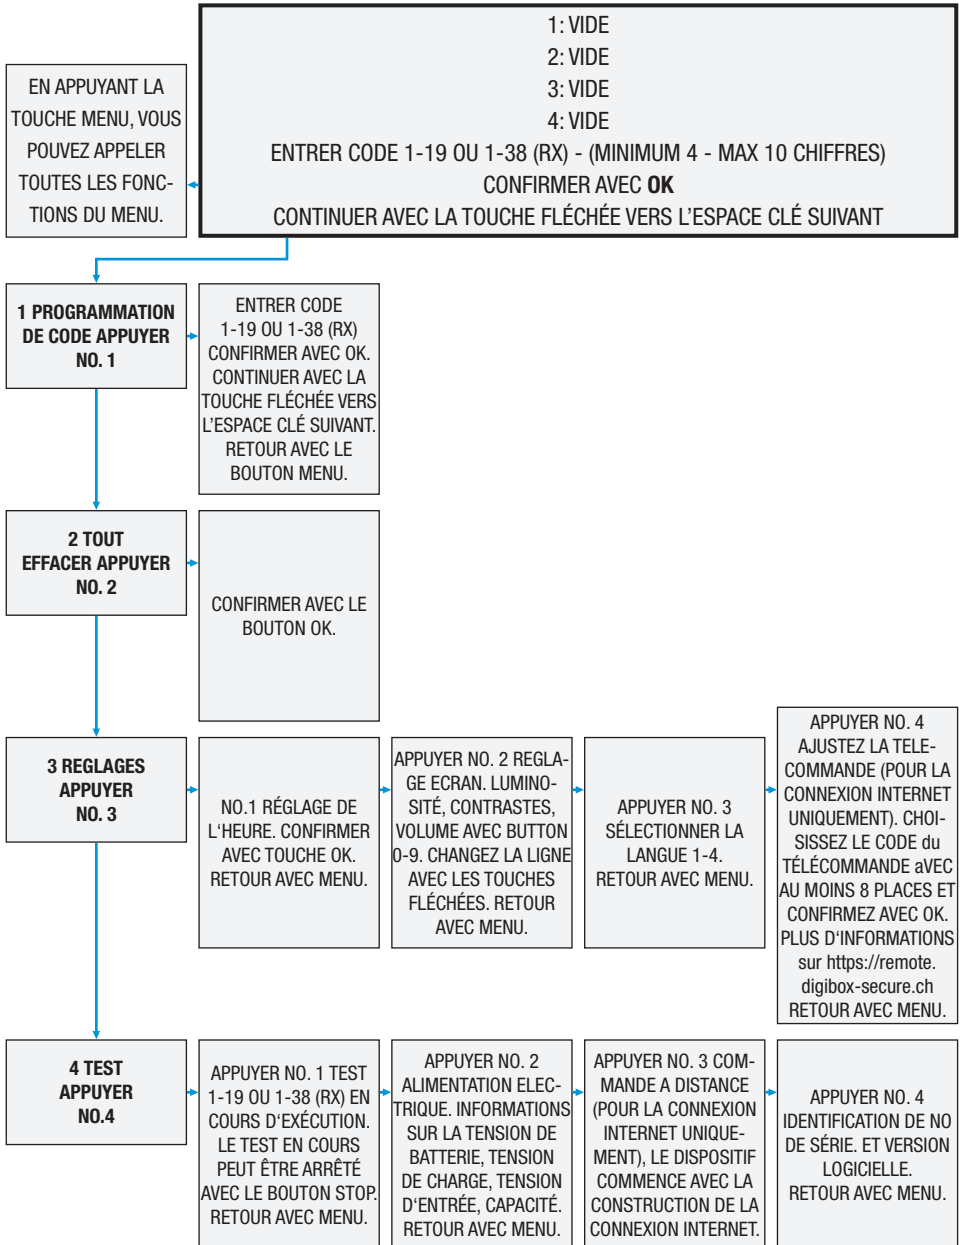 1: VIDE
2: VIDE
3: VIDE
4: VIDE
ENTRER CODE 1-19 OU 1-38 (RX) - (MINIMUM 4 - MAX 10 CHIFFRES)
CONFIRMER AVEC OK
CONTINUER AVEC LA TOUCHE FLÉCHÉE VERS L'ESPACE CLÉ SUIVANT
EN APPUYANT LA
TOUCHE MENU, VOUS
POUVEZ APPELER
TOUTES LES FONC-
TIONS DU MENU.
1 PROGRAMMATION
DE CODE APPUYER
NO. 1
ENTRER CODE
1-19 OU 1-38 (RX)
CONFIRMER AVEC OK.
CONTINUER AVEC LA
TOUCHE FLÉCHÉE VERS
L'ESPACE CLÉ SUIVANT.
RETOUR AVEC LE
BOUTON MENU.
2 TOUT
EFFACER APPUYER
NO. 2
CONFIRMER AVEC LE
BOUTON OK.
3 REGLAGES
APPUYER
NO. 3
NO.1 RÉGLAGE DE
L'HEURE. CONFIRMER
AVEC TOUCHE OK.
RETOUR AVEC MENU.
APPUYER NO. 2 REGLA-
GE ECRAN. LUMINO-
SITÉ, CONTRASTES,
VOLUME AVEC BUTTON
0-9. CHANGEZ LA LIGNE
AVEC LES TOUCHES
FLÉCHÉES. RETOUR
AVEC MENU.
APPUYER NO. 3
SÉLECTIONNER LA
LANGUE 1-4.
RETOUR AVEC MENU.
APPUYER NO. 4
AJUSTEZ LA TELE-
COMMANDE (POUR LA
CONNEXION INTERNET
UNIQUEMENT). CHOI-
SISSEZ LE CODE du
TÉLÉCOMMANDE aVEC
AU MOINS 8 PLACES ET
CONFIRMEZ AVEC OK.
PLUS D'INFORMATIONS
sur https://remote.
digibox-secure.ch
RETOUR AVEC MENU.
4 TEST
APPUYER
NO.4
APPUYER NO. 1 TEST
1-19 OU 1-38 (RX) EN
COURS D'EXÉCUTION.
LE TEST EN COURS
PEUT ÊTRE ARRÊTÉ
AVEC LE BOUTON STOP.
RETOUR AVEC MENU.
APPUYER NO. 2
ALIMENTATION ELEC-
TRIQUE. INFORMATIONS
SUR LA TENSION DE
BATTERIE, TENSION
DE CHARGE, TENSION
D'ENTRÉE, CAPACITÉ.
RETOUR AVEC MENU.
APPUYER NO. 3 COM-
MANDE A DISTANCE
(POUR LA CONNEXION
INTERNET UNIQUE-
MENT), LE DISPOSITIF
COMMENCE AVEC LA
CONSTRUCTION DE LA
CONNEXION INTERNET.
APPUYER NO. 4
IDENTIFICATION DE NO
DE SÉRIE. ET VERSION
LOGICIELLE.
RETOUR AVEC MENU.